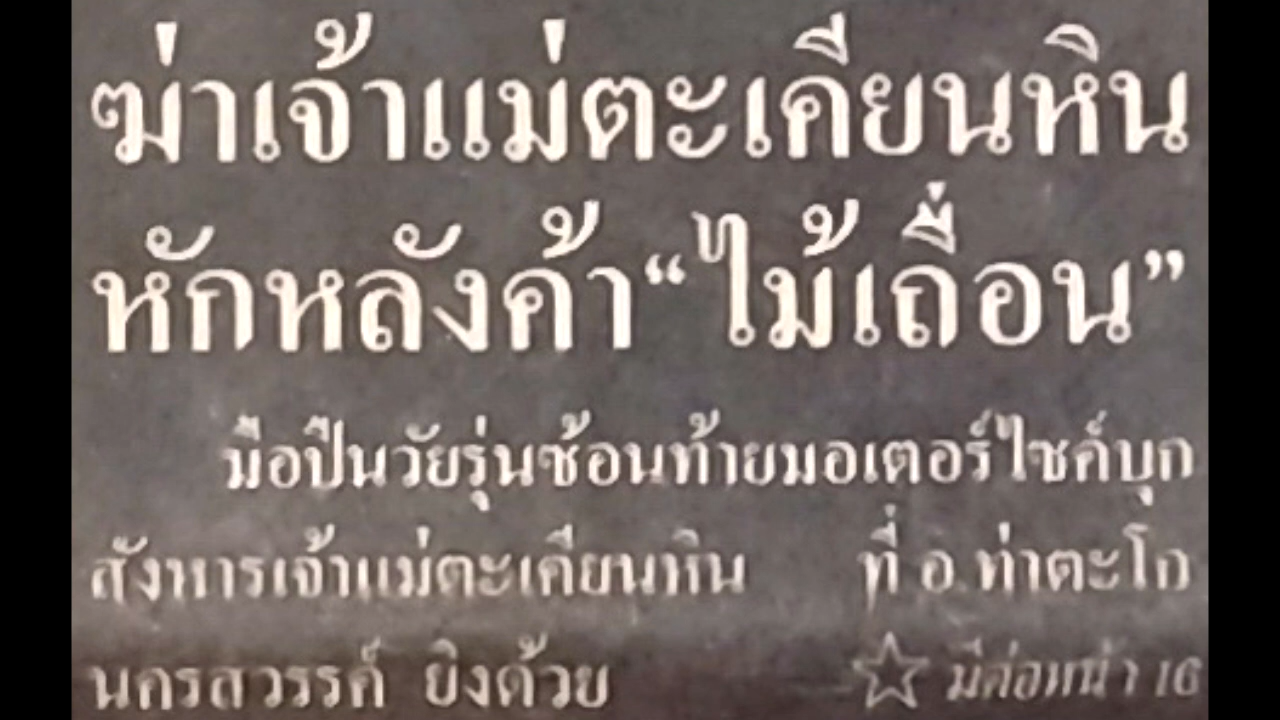 ฆ่าเจ้าแม่ตะเคียนหิน
หักหลังค้า“ไม้เถื่อน”
มือปืนวัยรุ่นซ้อนท้ายมอเตอร์ไซค์บุก
สังหารเจ้าแม่ตะเคียนหิน ที่ อ.ท่าตะโก
นครสวรรค์ ยิงด้วย ☆ มีต่อหน้า 16